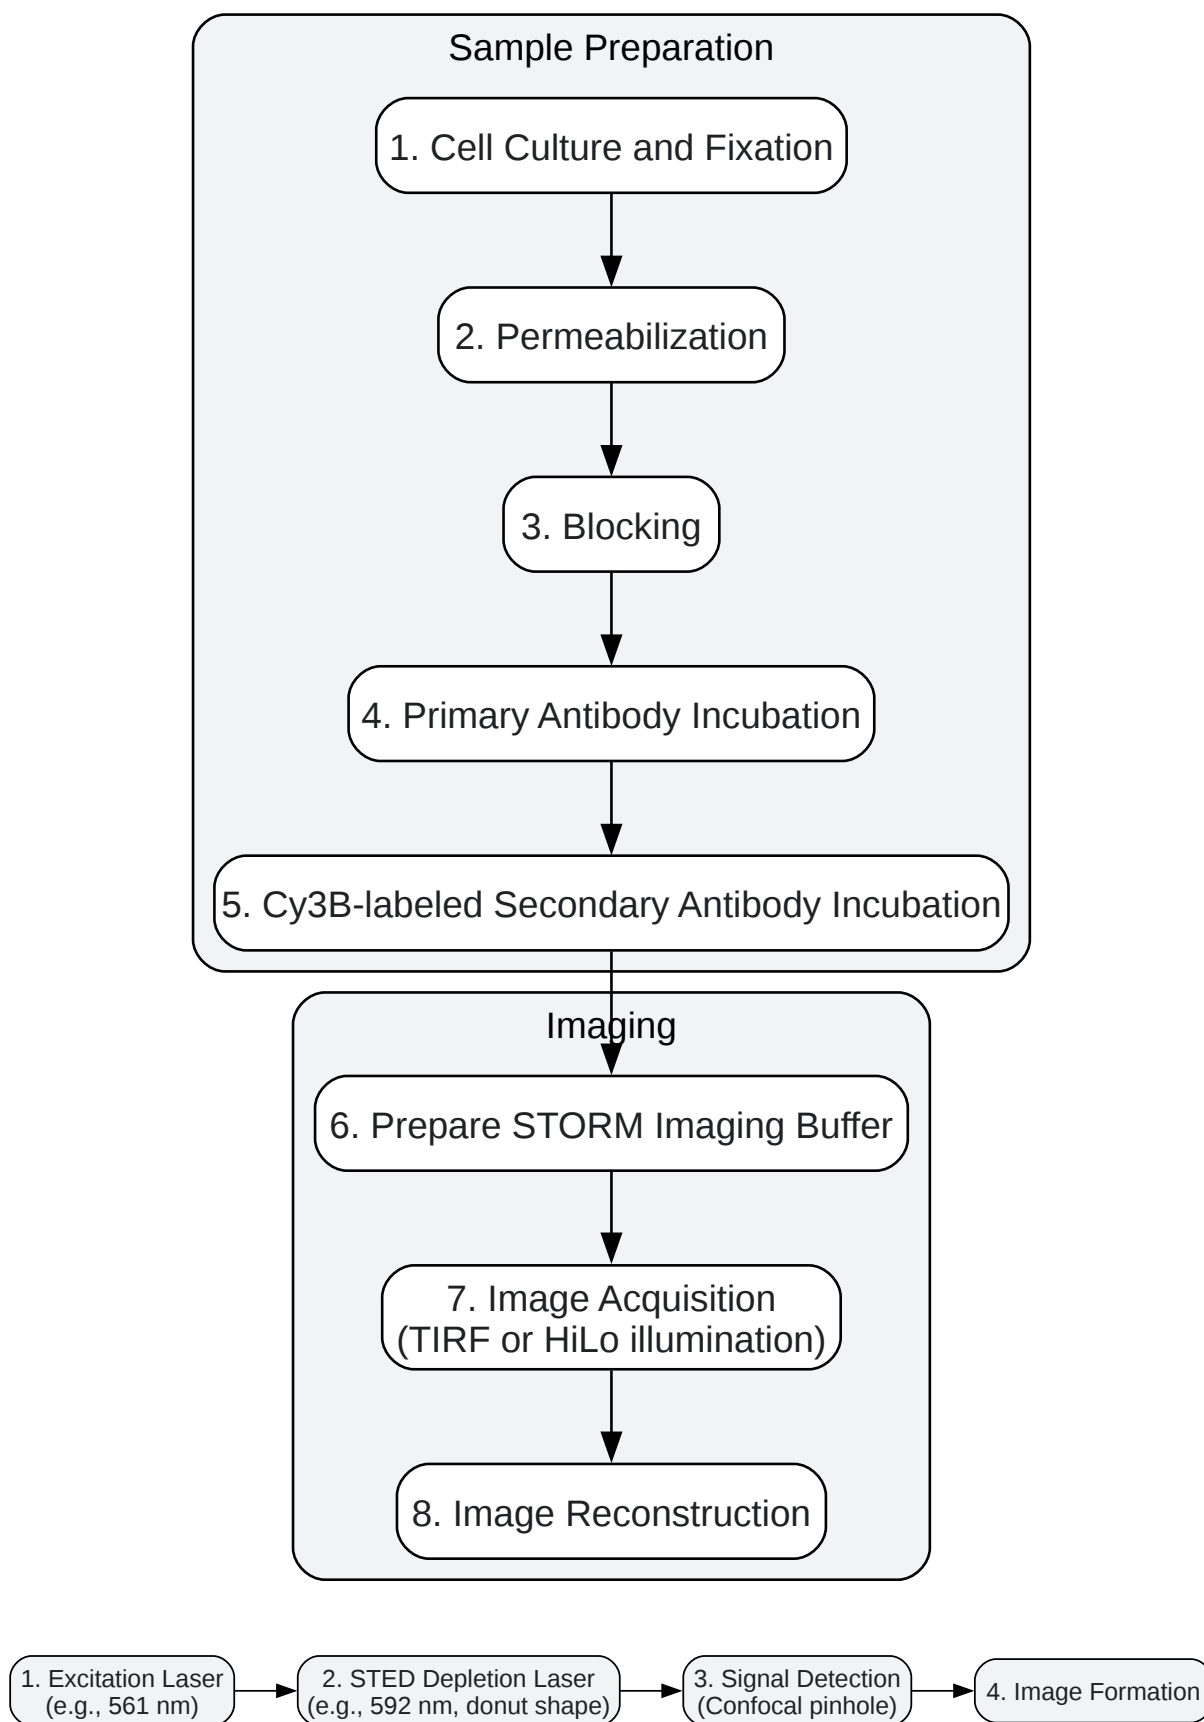 Sample Preparation
1. Cell Culture and Fixation
2. Permeabilization
3. Blocking
4. Primary Antibody Incubation
5. Cy3B-labeled Secondary Antibody Incubation
Imaging
6. Prepare STORM Imaging Buffer
7. Image Acquisition
(TIRF or HiLo illumination)
8. Image Reconstruction
1. Excitation Laser
(e.g., 561 nm)
2. STED Depletion Laser
(e.g., 592 nm, donut shape)
3. Signal Detection
(Confocal pinhole)
4. Image Formation